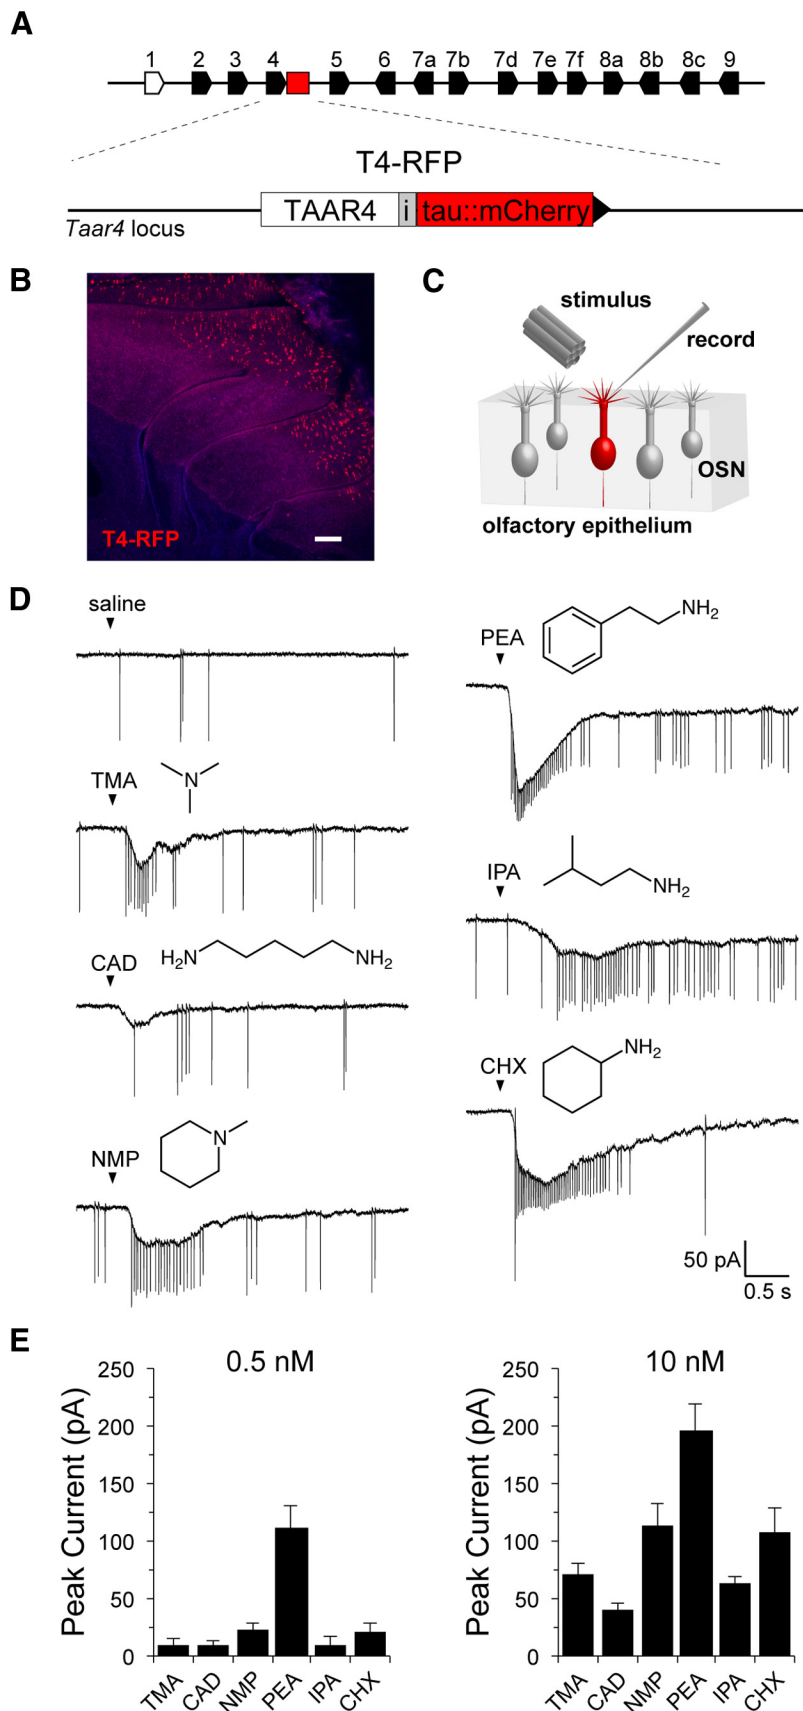 A
1 2 3 4 5 6 7a 7b 7d 7e 7f 8a 8b 8c 9
T4-RFP
TAAR4 i tau::mCherry
Taar4 locus
B
T4-RFP
C
stimulus
record
OSN
olfactory epithelium
D
saline
TMA
N
CAD
H2N NH2
NMP
N
PEA
NH2
IPA
NH2
CHX
NH2
50 pA
0.5 s
E
0.5 nM
Peak Current (pA)
250
200
150
100
50
0
TMA CAD NMP PEA IPA CHX
10 nM
Peak Current (pA)
250
200
150
100
50
0
TMA CAD NMP PEA IPA CHX